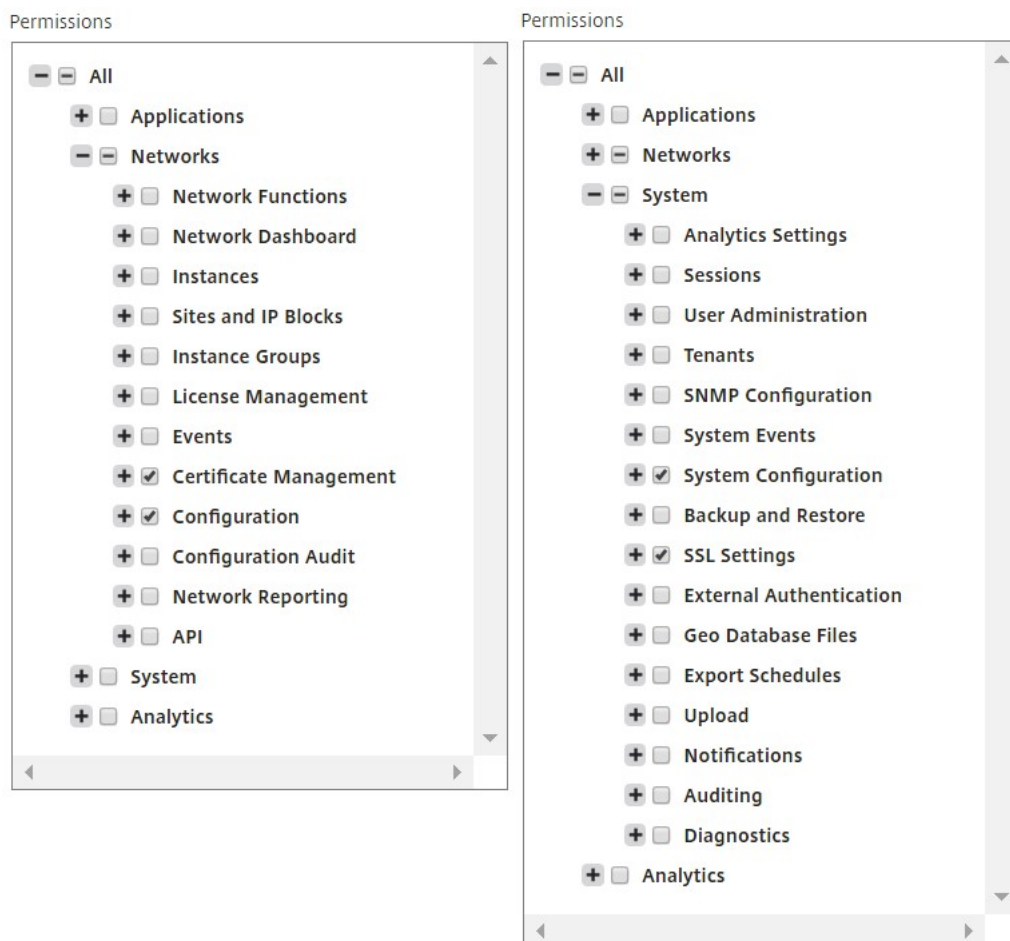 Permissions
All
Applications
Networks
Network Functions
Network Dashboard
Instances
Sites and IP Blocks
Instance Groups
License Management
Events
Certificate Management
Configuration
Configuration Audit
Network Reporting
API
System
Analytics
Permissions
All
Applications
Networks
System
Analytics Settings
Sessions
User Administration
Tenants
SNMP Configuration
System Events
System Configuration
Backup and Restore
SSL Settings
External Authentication
Geo Database Files
Export Schedules
Upload
Notifications
Auditing
Diagnostics
Analytics